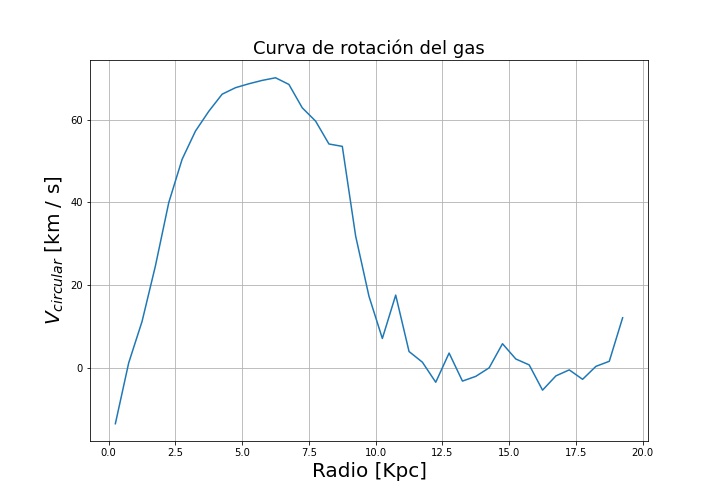 Curva de rotación del gas
60
40
20
0
V_circular [km / s]
0.0 2.5 5.0 7.5 10.0 12.5 15.0 17.5 20.0
Radio [Kpc]